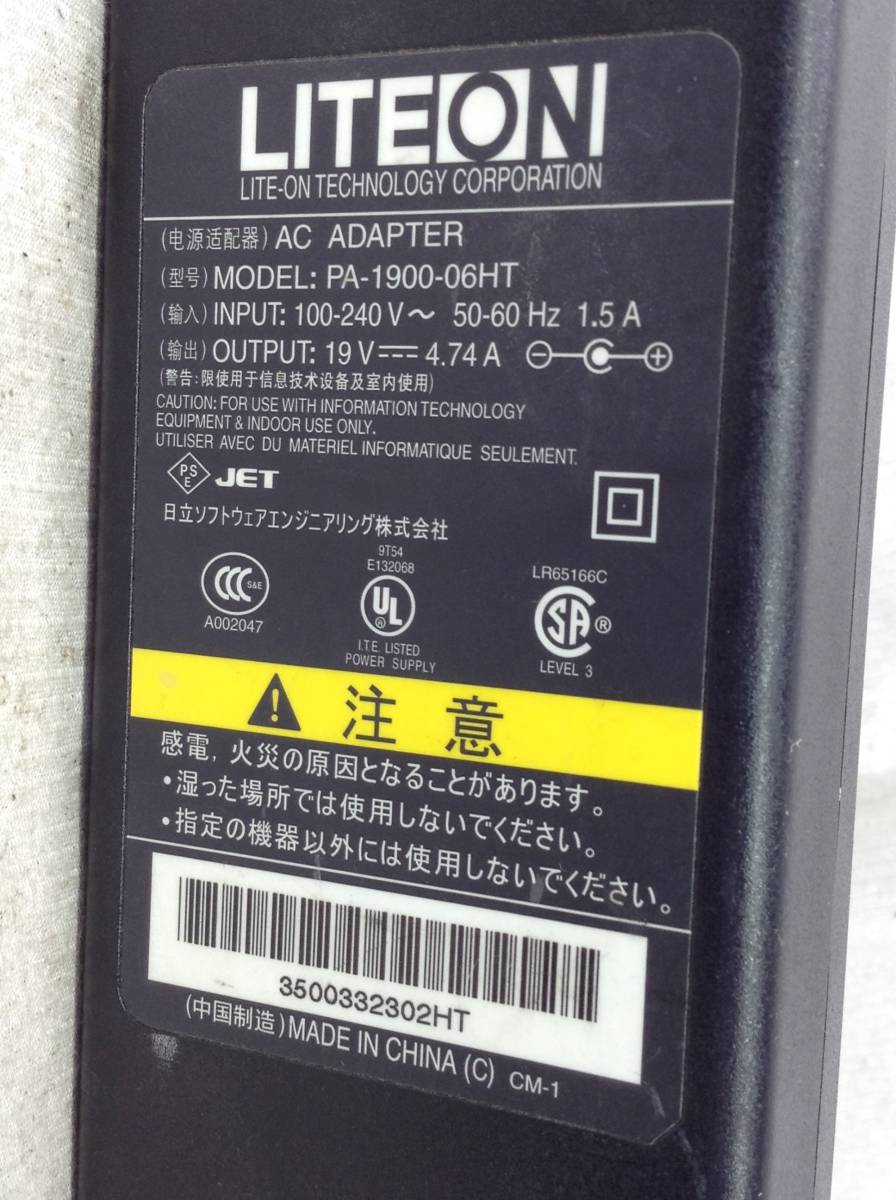 LITEON
LITE-ON TECHNOLOGY CORPORATION
(电源适配器) AC ADAPTER
(型号) MODEL: PA-1900-06HT
(输入) INPUT: 100-240 V～ 50-60 Hz 1.5 A
(输出) OUTPUT: 19 V⎓ 4.74 A
(警告:限使用于信息技术设备及室内使用)
CAUTION: FOR USE WITH INFORMATION TECHNOLOGY
EQUIPMENT & INDOOR USE ONLY.
UTILISER AVEC DU MATERIEL INFORMATIQUE SEULEMENT.
PS
E
JET
日立ソフトウェアエンジニアリング株式会社
CCC S&E
A002047
9T54
E132068
UL ®
I.T.E. LISTED
POWER SUPPLY
LR65166C
SA ®
LEVEL 3
注意
感電, 火災の原因となることがあります。
・湿った場所では使用しないでください。
・指定の機器以外には使用しないでください。
3500332302HT
(中国制造) MADE IN CHINA (C) CM-1